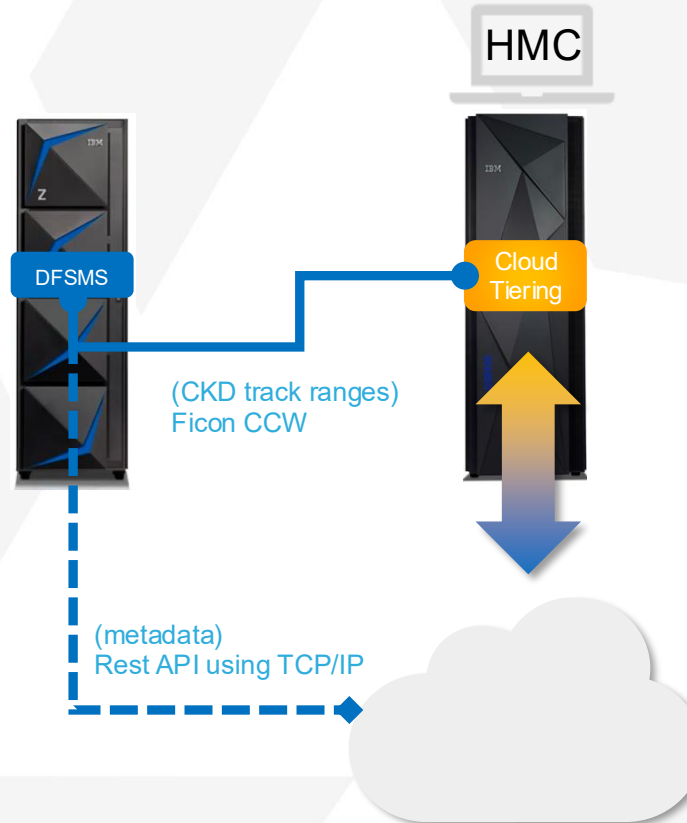 HMC
IBM
Z
IBM
DFSMS
Cloud
Tiering
(CKD track ranges)
Ficon CCW
(metadata)
Rest API using TCP/IP